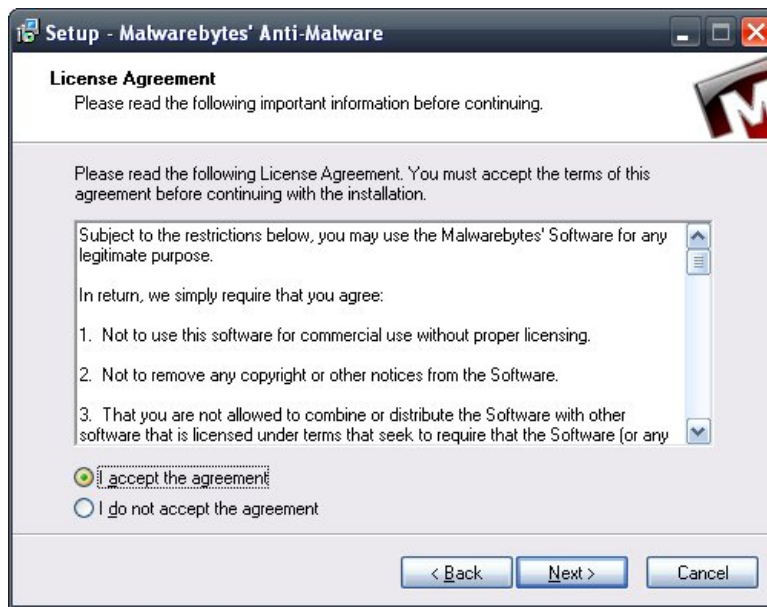 Setup - Malwarebytes' Anti-Malware
License Agreement
Please read the following important information before continuing.
Please read the following License Agreement. You must accept the terms of this
agreement before continuing with the installation.
Subject to the restrictions below, you may use the Malwarebytes' Software for any
legitimate purpose.
In return, we simply require that you agree:
1. Not to use this software for commercial use without proper licensing.
2. Not to remove any copyright or other notices from the Software.
3. That you are not allowed to combine or distribute the Software with other
software that is licensed under terms that seek to require that the Software (or any
I accept the agreement
I do not accept the agreement
< Back
Next >
Cancel